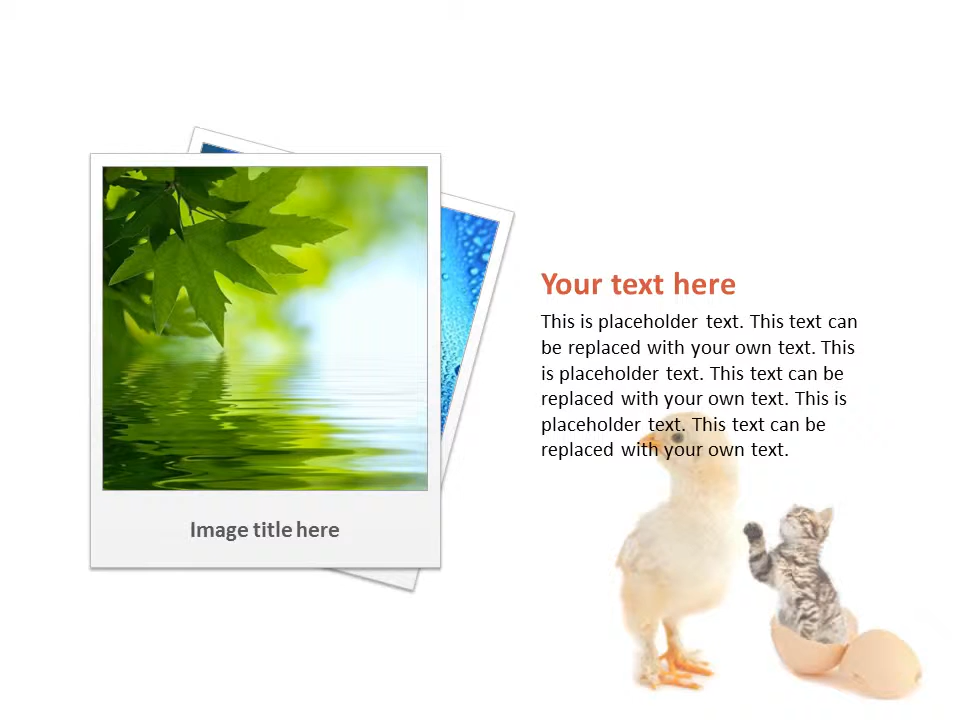 Your text here
This is placeholder text. This text can
be replaced with your own text. This
is placeholder text. This text can be
replaced with your own text. This is
placeholder text. This text can be
replaced with your own text.
Image title here